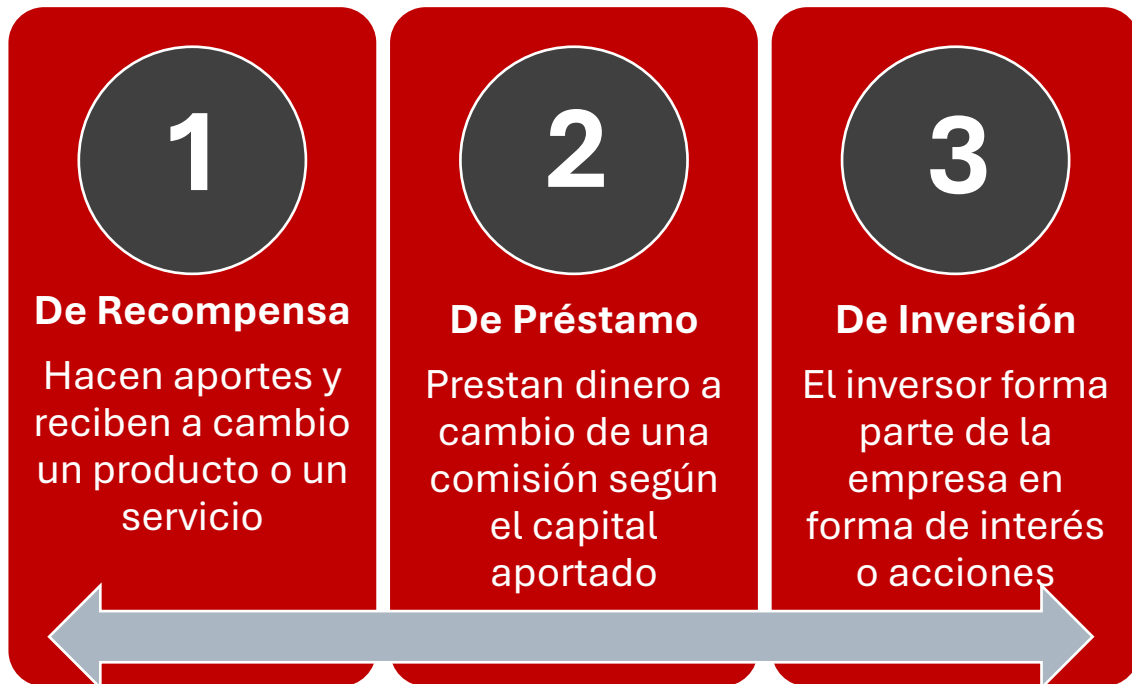 1
De Recompensa
Hacen aportes y
reciben a cambio
un producto o un
servicio
2
De Préstamo
Prestan dinero a
cambio de una
comisión según
el capital
aportado
3
De Inversión
El inversor forma
parte de la
empresa en
forma de interés
o acciones